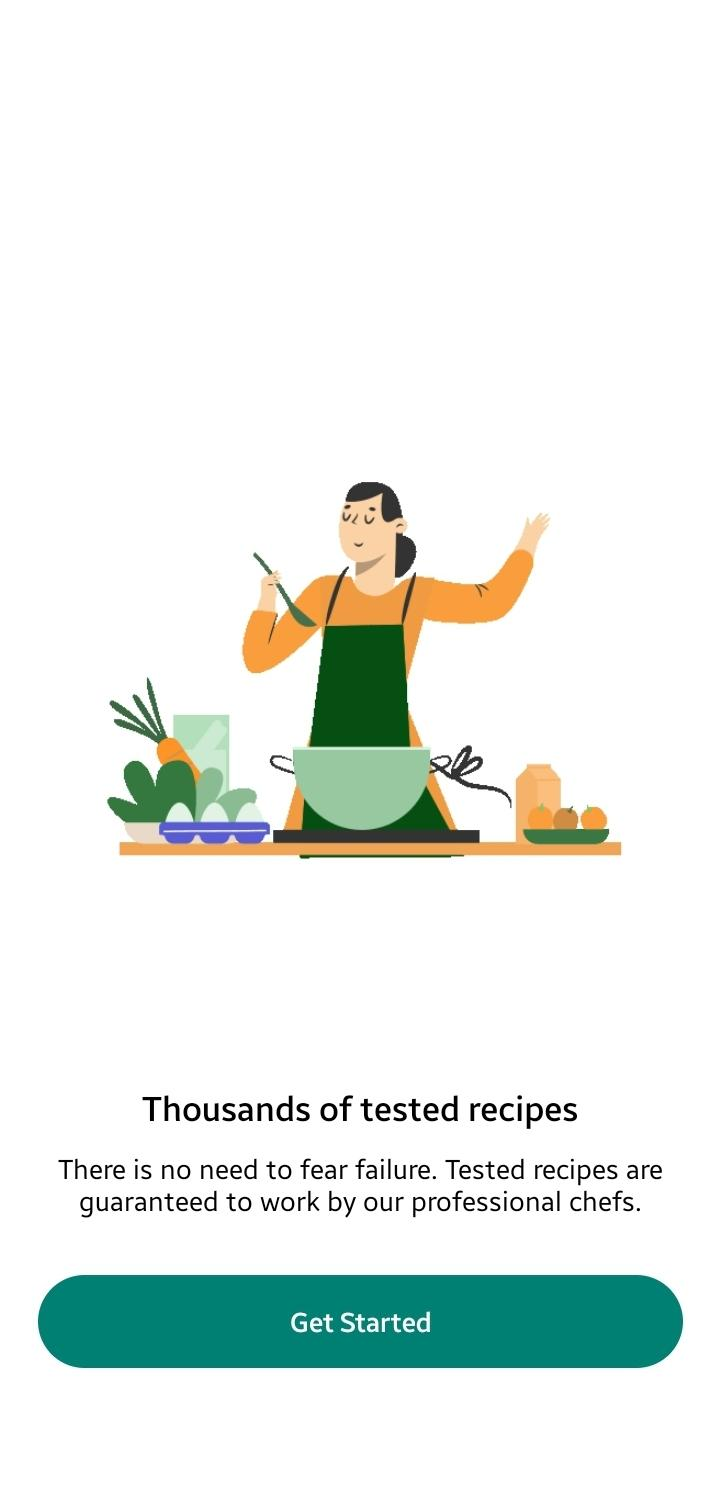 Thousands of tested recipes
There is no need to fear failure. Tested recipes are
guaranteed to work by our professional chefs.
Get Started